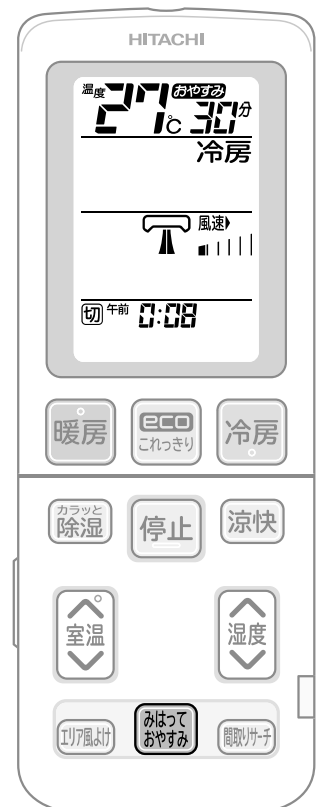 HITACHI
温度 27℃ おやすみ 30分
冷房
風速
切 午前 0:08
暖房 eco これっきり 冷房
カラッと 除湿 停止 涼快
室温 湿度
エリア風よけ みはって おやすみ 間取りサーチ